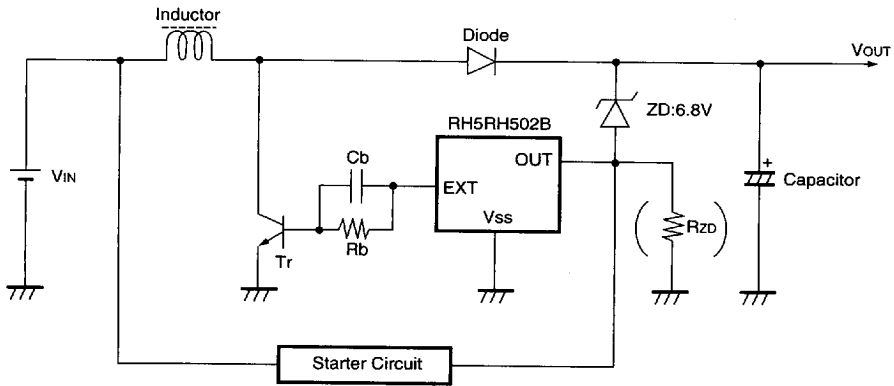 Inductor
Diode
VOUT
RH5RH502B
ZD:6.8V
OUT
Cb
EXT
VIN
+
Capacitor
Vss
Rb
(RZD)
Tr
Starter Circuit